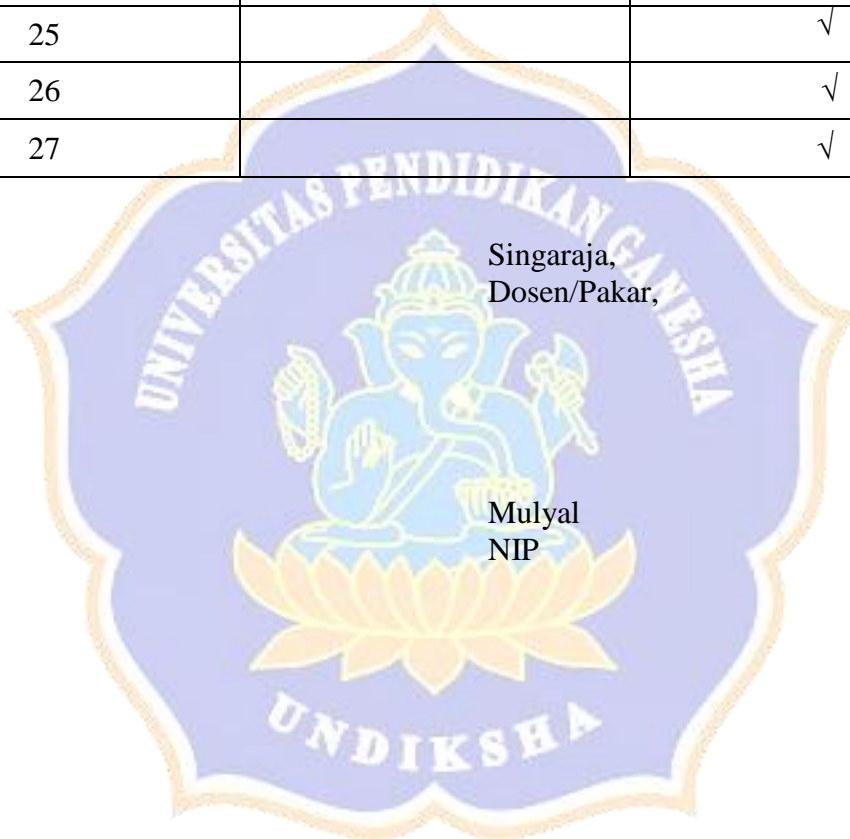 25 √
26 √
27 √
UNIVERSITAS PENDIDIKAN GANESHA
Singaraja,
Dosen/Pakar,
Mulyal
NIP
UNDIKSHA